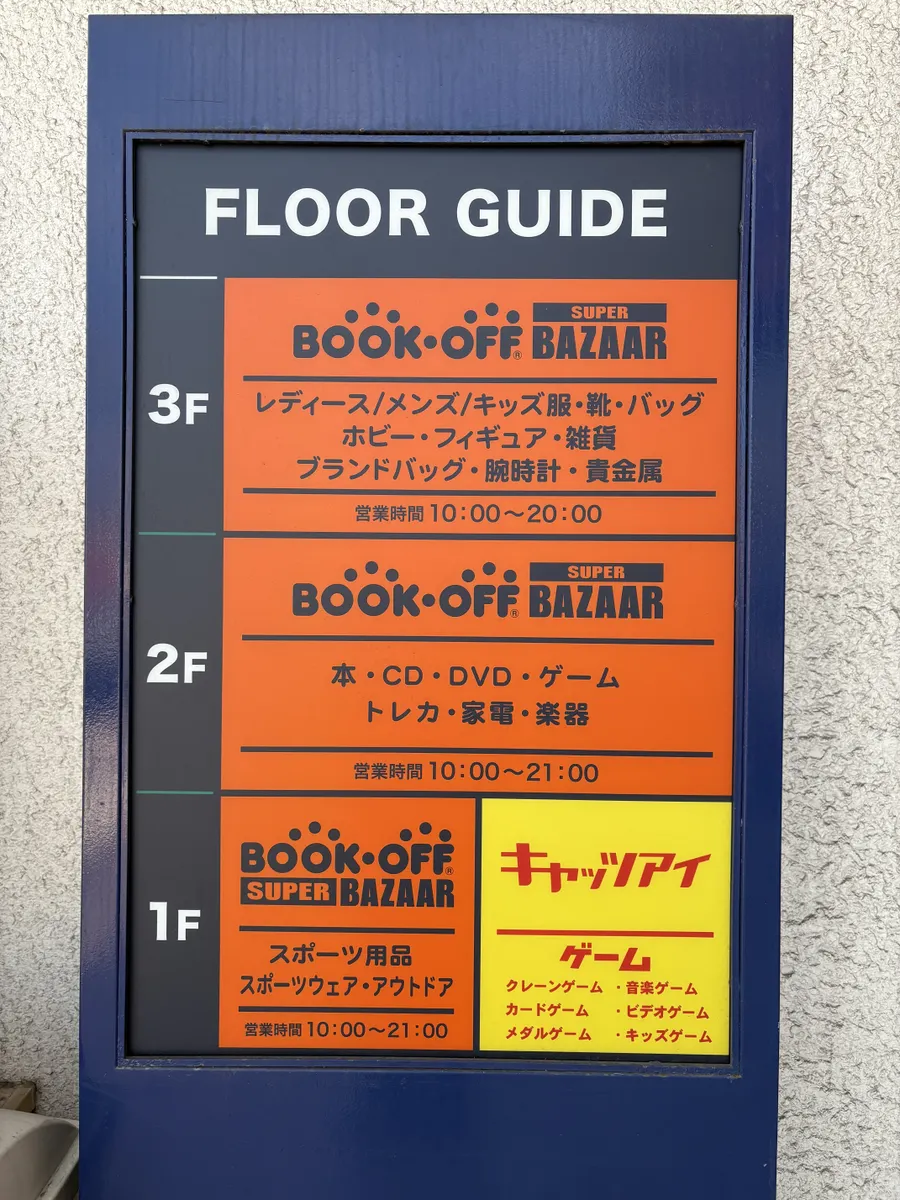 FLOOR GUIDE
3F
BOOK・OFF® SUPER BAZAAR
レディース/メンズ/キッズ服・靴・バッグ
ホビー・フィギュア・雑貨
ブランドバッグ・腕時計・貴金属
営業時間 10:00〜20:00
2F
BOOK・OFF® SUPER BAZAAR
本・CD・DVD・ゲーム
トレカ・家電・楽器
営業時間 10:00〜21:00
1F
BOOK・OFF®
SUPER BAZAAR
スポーツ用品
スポーツウェア・アウトドア
営業時間 10:00〜21:00
キャッツアイ
ゲーム
クレーンゲーム ・音楽ゲーム
カードゲーム ・ビデオゲーム
メダルゲーム ・キッズゲーム